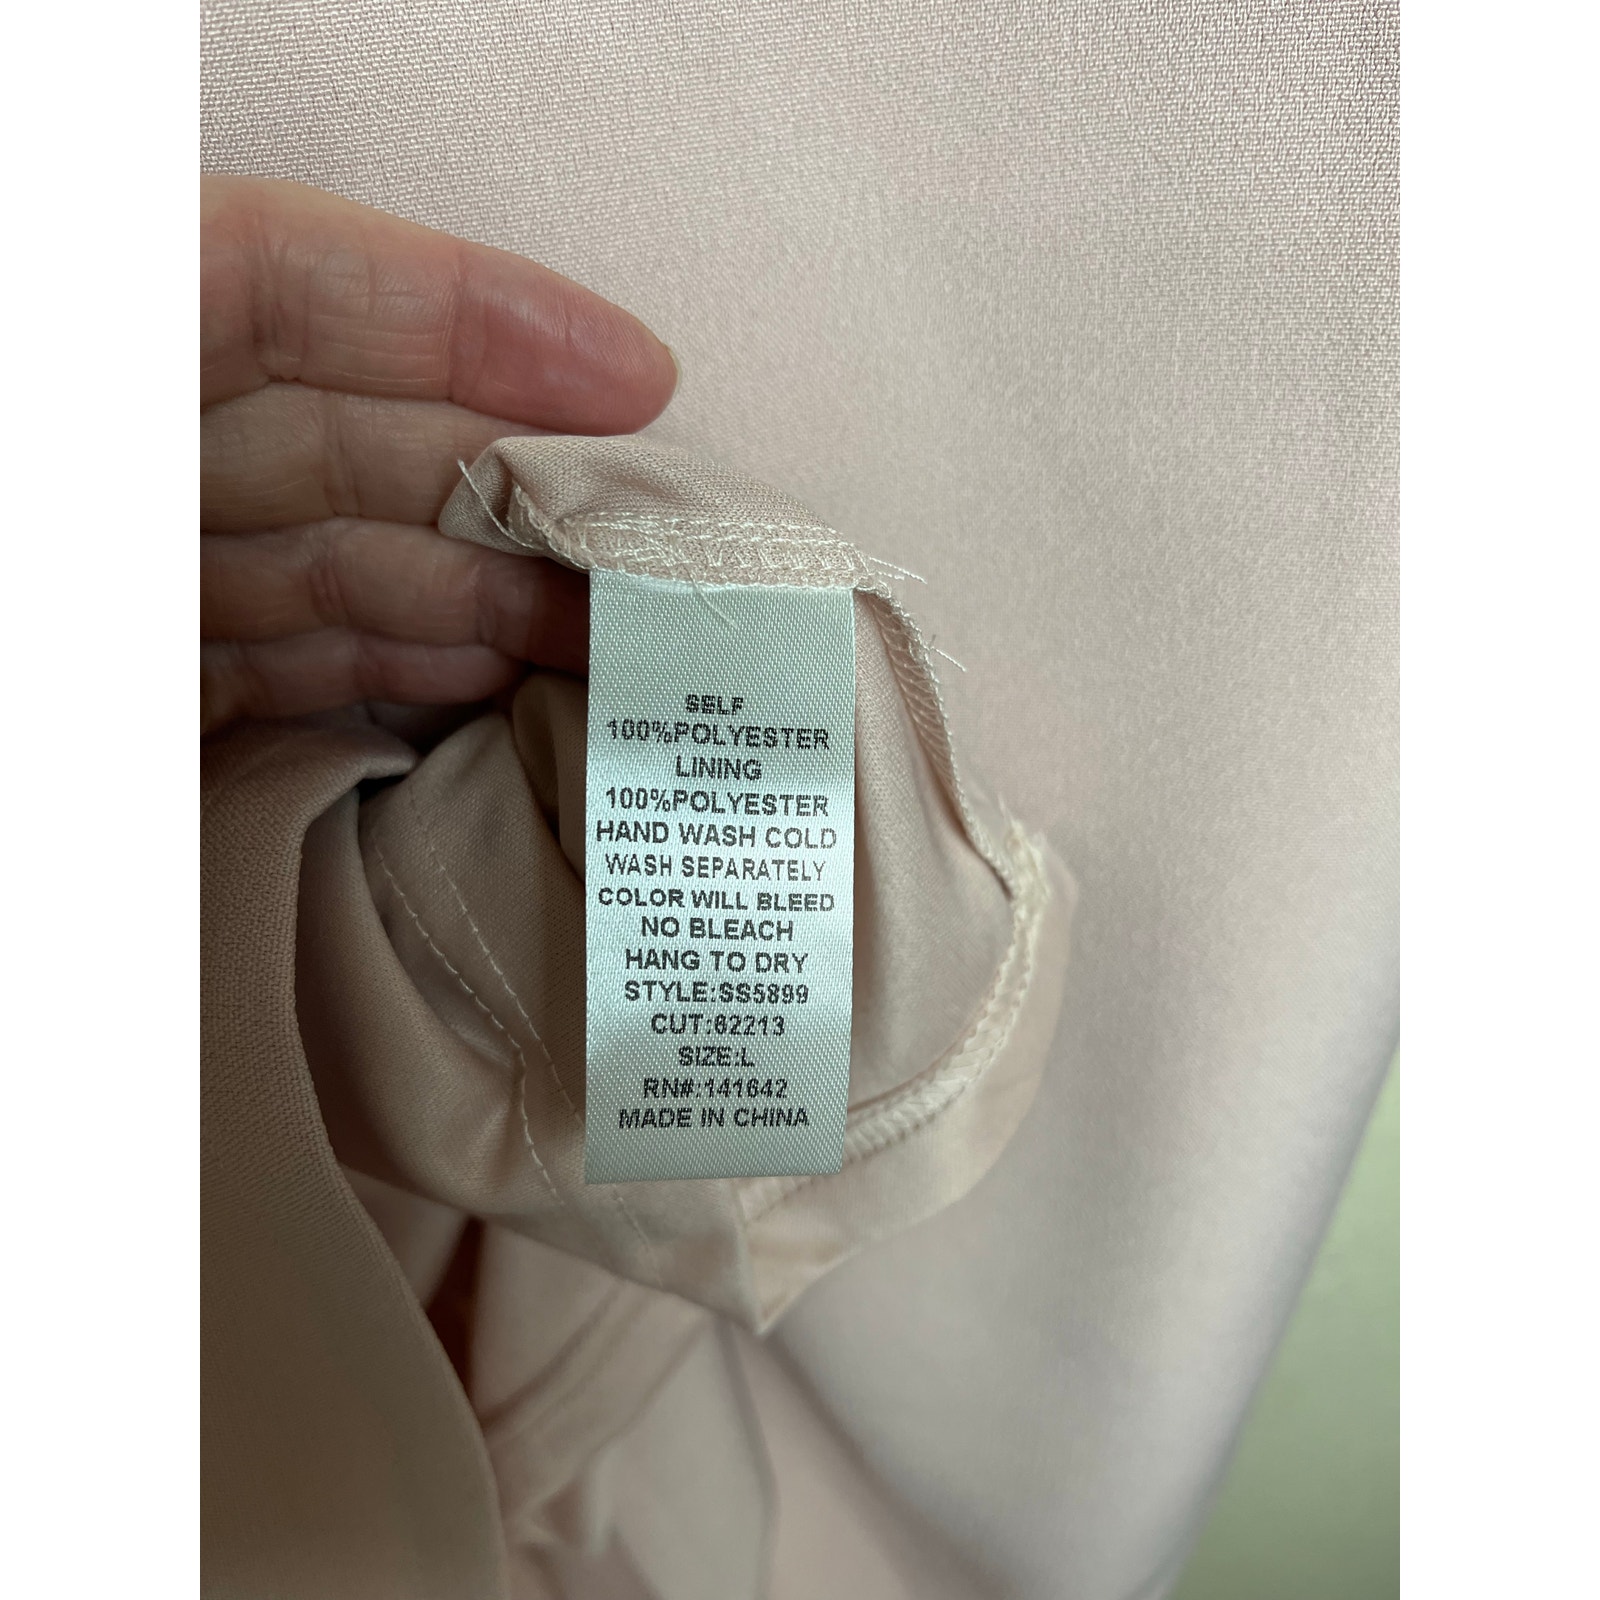 SELF
100%POLYESTER
LINING
100%POLYESTER
HAND WASH COLD
WASH SEPARATELY
COLOR WILL BLEED
NO BLEACH
HANG TO DRY
STYLE:SS5899
CUT:62213
SIZE:L
RN#:141642
MADE IN CHINA